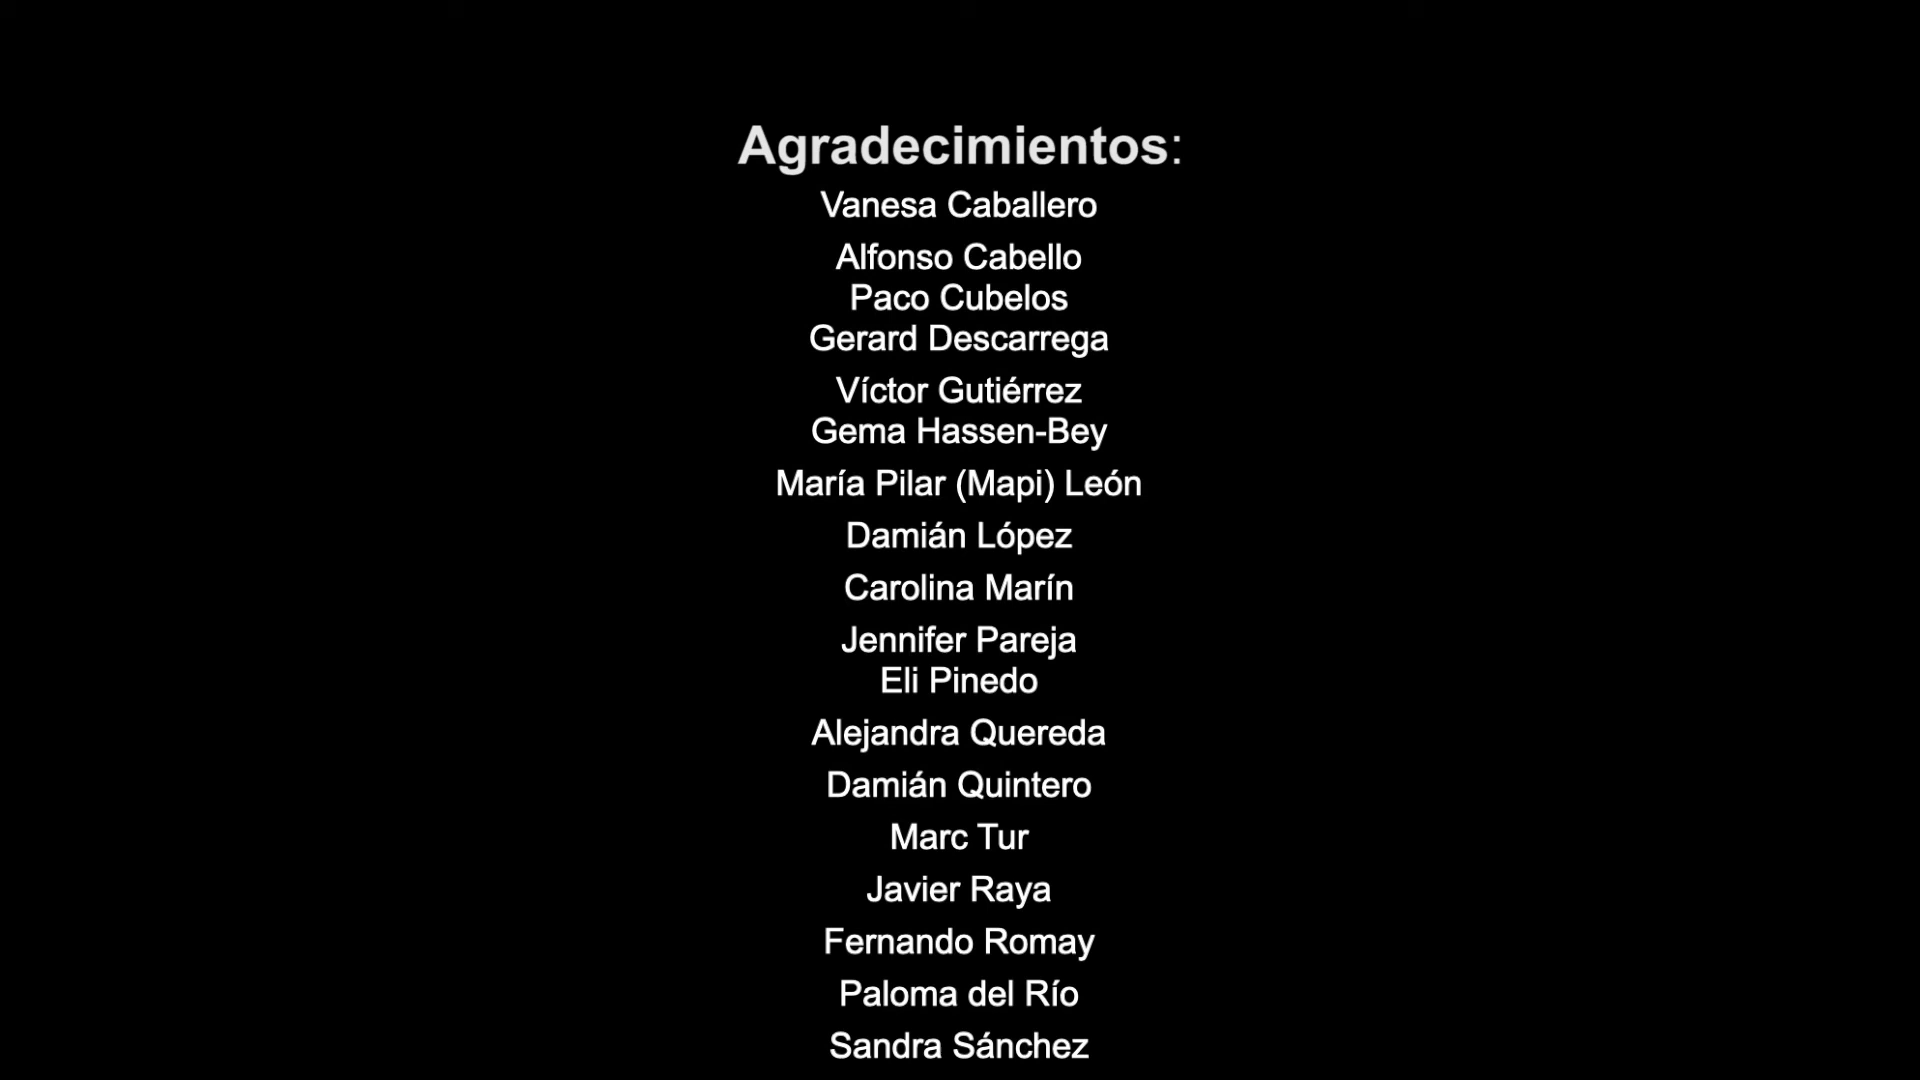 Agradecimientos:
Vanesa Caballero
Alfonso Cabello
Paco Cubelos
Gerard Descarrega
Víctor Gutiérrez
Gema Hassen-Bey
María Pilar (Mapi) León
Damián López
Carolina Marín
Jennifer Pareja
Eli Pinedo
Alejandra Quereda
Damián Quintero
Marc Tur
Javier Raya
Fernando Romay
Paloma del Río
Sandra Sánchez